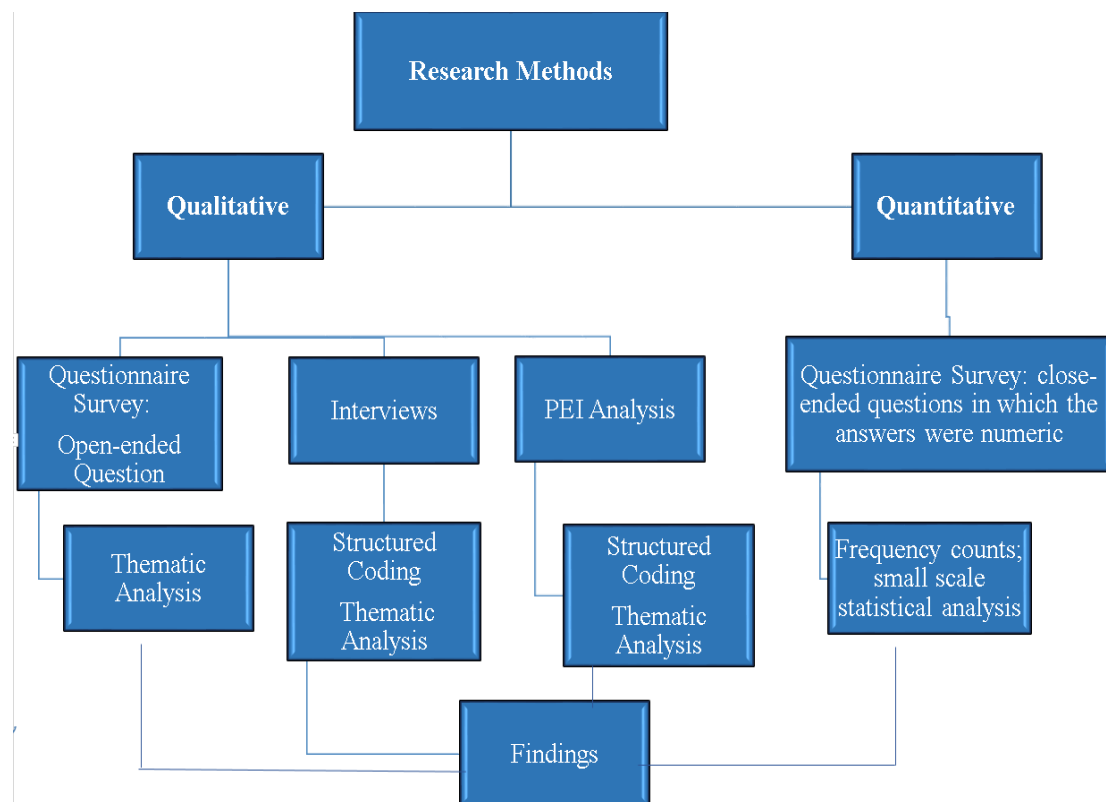 Research Methods
Qualitative
Quantitative
Questionnaire
Survey:
Open-ended
Question
Interviews
PEI Analysis
Questionnaire Survey: close-
ended questions in which the
answers were numeric
Thematic
Analysis
Structured
Coding
Thematic
Analysis
Structured
Coding
Thematic
Analysis
Frequency counts;
small scale
statistical analysis
Findings